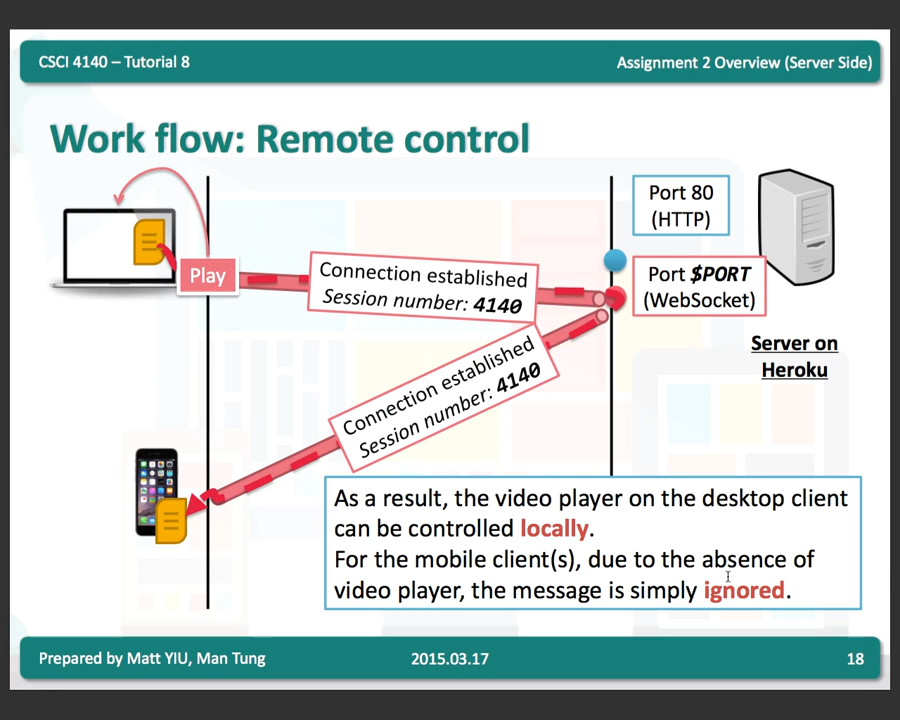 CSCI 4140 – Tutorial 8
Assignment 2 Overview (Server Side)
Work flow: Remote control
Port 80
(HTTP)
Play
Connection established
Session number: 4140
Port $PORT
(WebSocket)
Server on
Heroku
Connection established
Session number: 4140
As a result, the video player on the desktop client
can be controlled locally.
For the mobile client(s), due to the absence of
video player, the message is simply ignored.
Prepared by Matt YIU, Man Tung
2015.03.17
18